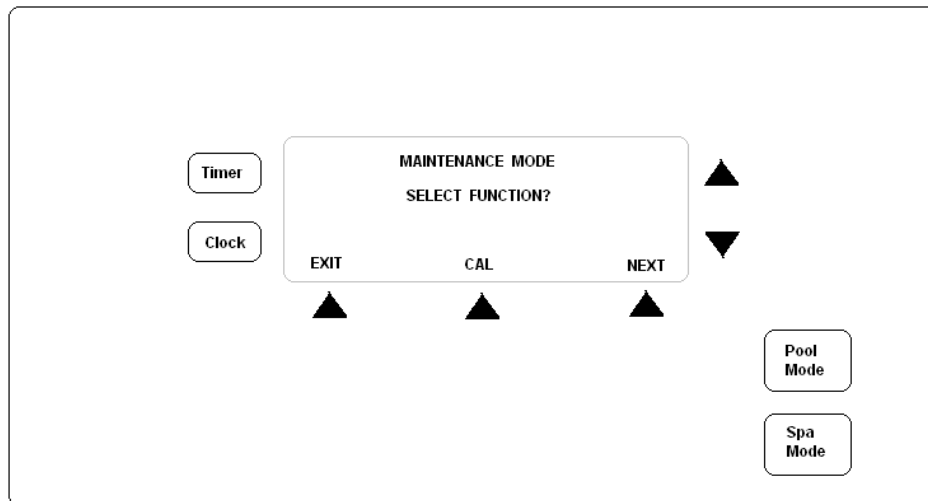 MAINTENANCE MODE
Timer
SELECT FUNCTION?
Clock
EXIT CAL NEXT
Pool
Mode
Spa
Mode